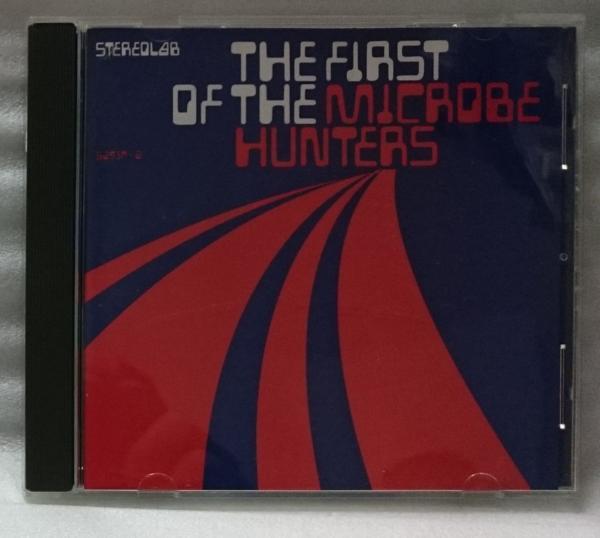 STEREOLAB
THE FIRST
OF THE MICROBE
HUNTERS